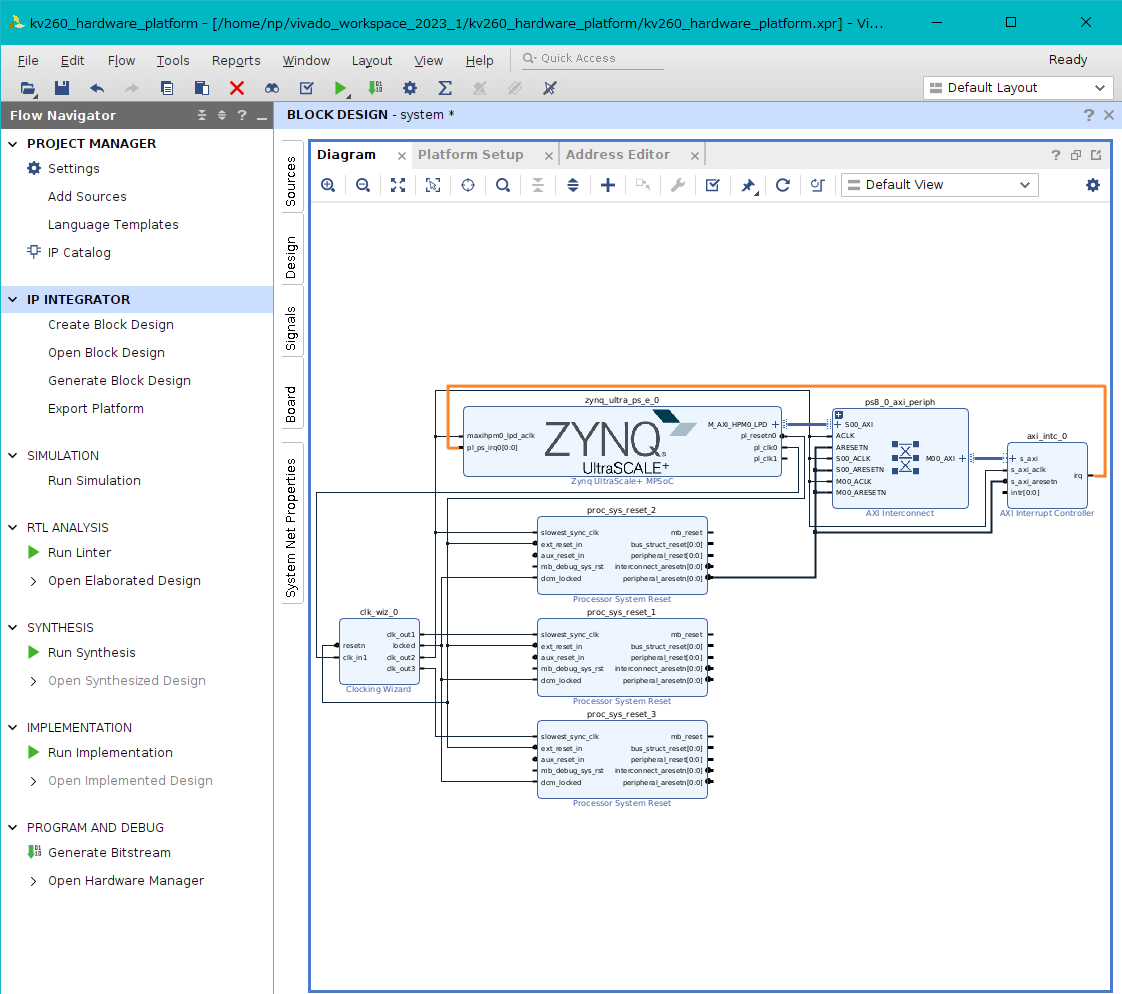 kv260_hardware_platform - [/home/np/vivado_workspace_2023_1/kv260_hardware_platform/kv260_hardware_platform.xpr] - Vi...
File Edit Flow Tools Reports Window Layout View Help
Quick Access
Ready
Default Layout
Flow Navigator
PROJECT MANAGER
Settings
Add Sources
Language Templates
IP Catalog
IP INTEGRATOR
Create Block Design
Open Block Design
Generate Block Design
Export Platform
SIMULATION
Run Simulation
RTL ANALYSIS
Run Linter
Open Elaborated Design
SYNTHESIS
Run Synthesis
Open Synthesized Design
IMPLEMENTATION
Run Implementation
Open Implemented Design
PROGRAM AND DEBUG
Generate Bitstream
Open Hardware Manager
BLOCK DESIGN - system *
Sources
Design
Signals
Board
System Net Properties
Diagram
Platform Setup
Address Editor
Default View
zynq_ultra_ps_e_0
maxihpm0_lpd_aclk
pl_ps_irq0[0:0]
ZYNQ
UltraSCALE+
M_AXI_HPM0_LPD
pl_resetn0
pl_clk0
pl_clk1
Zynq UltraScale+ MPSoC
ps8_0_axi_periph
S00_AXI
ACLK
ARESETN
S00_ACLK
S00_ARESETN
M00_ACLK
M00_ARESETN
M00_AXI
AXI Interconnect
axi_intc_0
s_axi
s_axi_aclk
s_axi_aresetn
intr[0:0]
irq
AXI Interrupt Controller
proc_sys_reset_2
slowest_sync_clk
ext_reset_in
aux_reset_in
mb_debug_sys_rst
dcm_locked
mb_reset
bus_struct_reset[0:0]
peripheral_reset[0:0]
interconnect_aresetn[0:0]
peripheral_aresetn[0:0]
Processor System Reset
clk_wiz_0
resetn
clk_in1
clk_out1
locked
clk_out2
clk_out3
Clocking Wizard
proc_sys_reset_1
slowest_sync_clk
ext_reset_in
aux_reset_in
mb_debug_sys_rst
dcm_locked
mb_reset
bus_struct_reset[0:0]
peripheral_reset[0:0]
interconnect_aresetn[0:0]
peripheral_aresetn[0:0]
Processor System Reset
proc_sys_reset_3
slowest_sync_clk
ext_reset_in
aux_reset_in
mb_debug_sys_rst
dcm_locked
mb_reset
bus_struct_reset[0:0]
peripheral_reset[0:0]
interconnect_aresetn[0:0]
peripheral_aresetn[0:0]
Processor System Reset